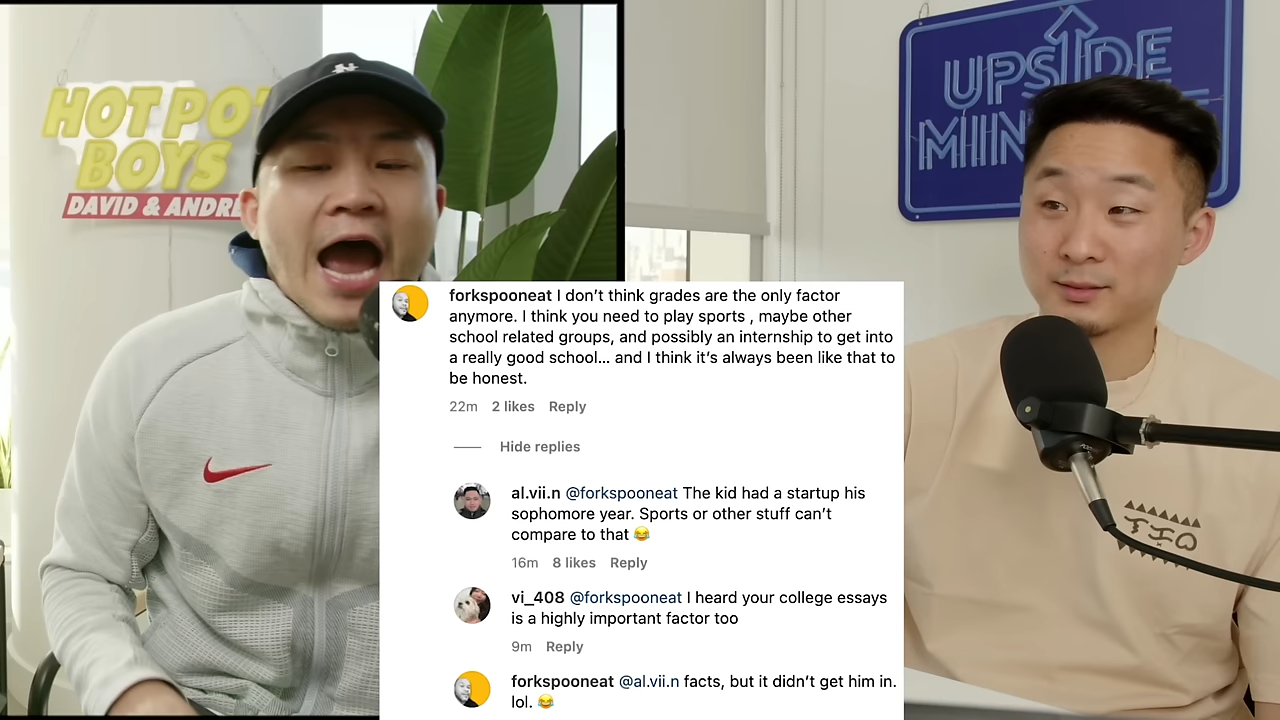 HOT PO
BOYS
DAVID & ANDRE
UPSIDE
MIN
forkspooneat I don’t think grades are the only factor
anymore. I think you need to play sports , maybe other
school related groups, and possibly an internship to get into
a really good school... and I think it’s always been like that to
be honest.
22m 2 likes Reply
Hide replies
al.vii.n @forkspooneat The kid had a startup his
sophomore year. Sports or other stuff can’t
compare to that 😂
16m 8 likes Reply
vi_408 @forkspooneat I heard your college essays
is a highly important factor too
9m Reply
forkspooneat @al.vii.n facts, but it didn’t get him in.
lol. 😂